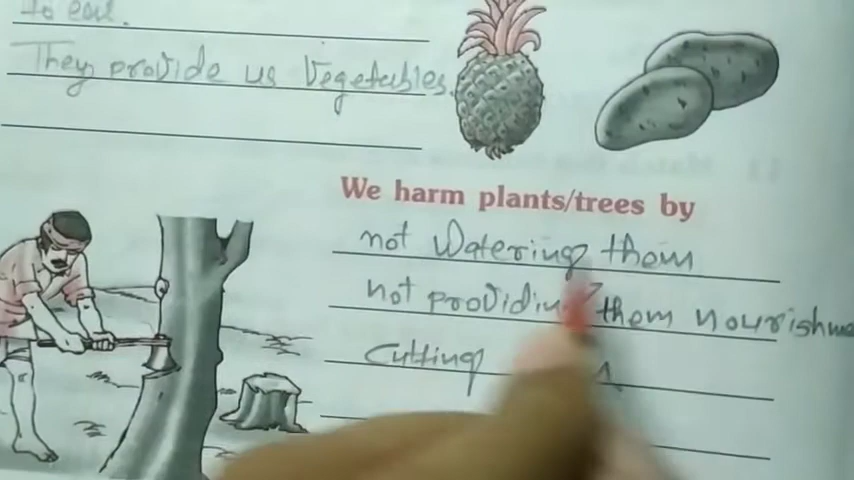 to eat.
They provide us vegetables.
We harm plants/trees by
not watering them
not providing them nourishme
Cutting